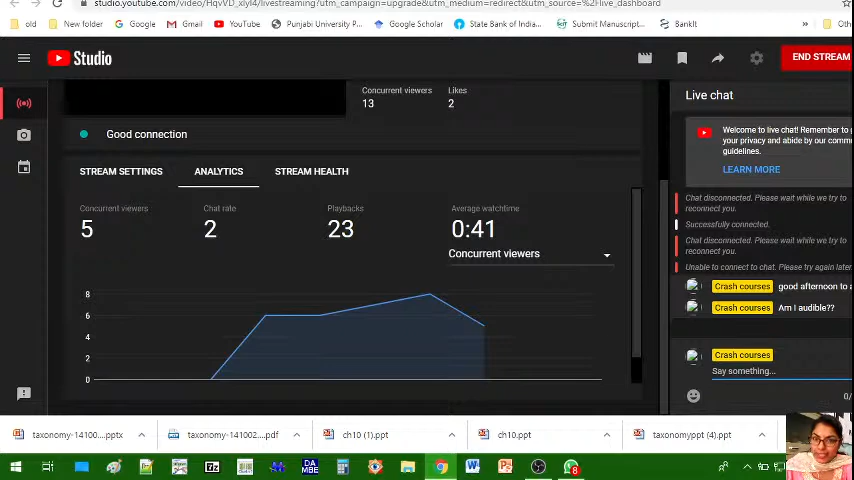 studio.youtube.com/video/HqvVD_xlyI4/livestreaming?utm_campaign=upgrade&utm_medium=redirect&utm_source=%2Flive_dashboard
old
New folder
Google
Gmail
YouTube
Punjabi University P...
Google Scholar
State Bank of India...
Submit Manuscript...
BankIt
»
Oth
Studio
END STREAM
Concurrent viewers
Likes
13
2
Live chat
Good connection
Welcome to live chat! Remember to g
your privacy and abide by our comm
guidelines.
LEARN MORE
STREAM SETTINGS
ANALYTICS
STREAM HEALTH
Concurrent viewers
Chat rate
Playbacks
Average watchtime
5
2
23
0:41
Concurrent viewers
Chat disconnected. Please wait while we try to
reconnect you.
Successfully connected.
Chat disconnected. Please wait while we try to
reconnect you.
Unable to connect to chat. Please try again later.
Crash courses good afternoon to a
Crash courses Am I audible??
8
6
4
2
0
Crash courses
Say something...
0/
taxonomy-14100....pptx
taxonomy-141002....pdf
ch10 (1).ppt
ch10.ppt
taxonomyppt (4).ppt
7z
DA
MBE
8